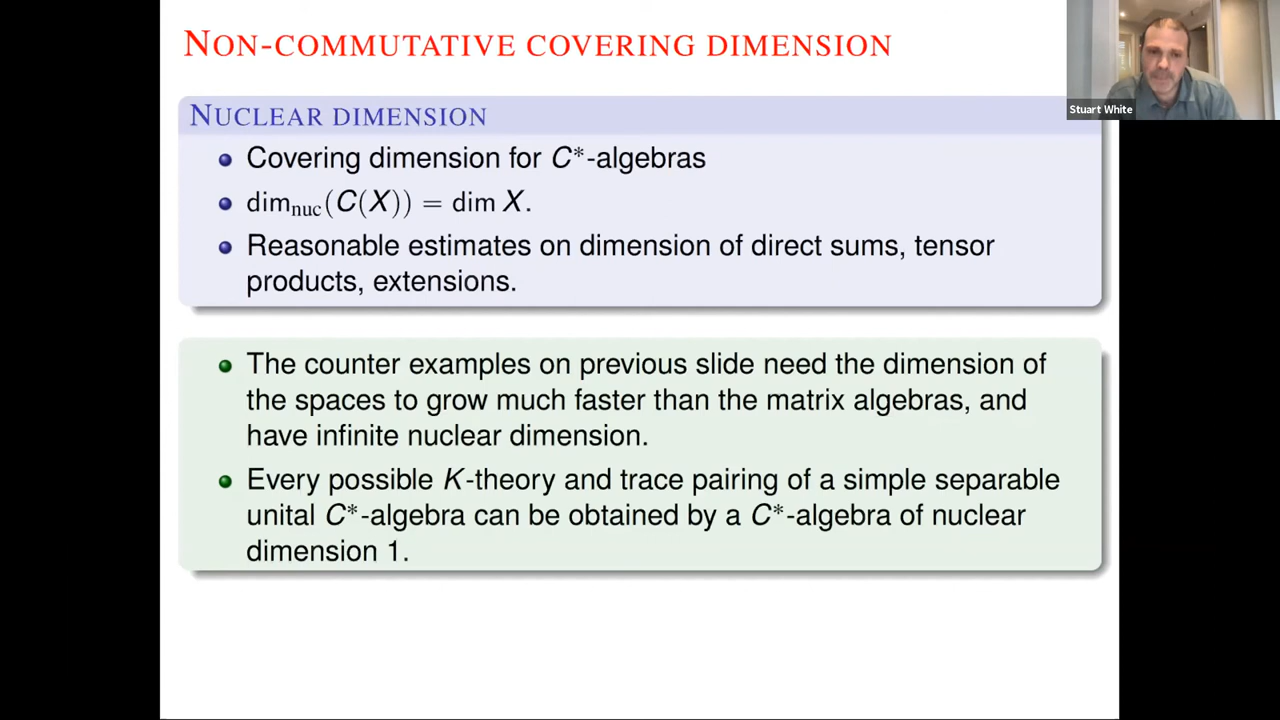 NON-COMMUTATIVE COVERING DIMENSION
Stuart White
NUCLEAR DIMENSION
Covering dimension for C*-algebras
dim_nuc(C(X)) = dim X.
Reasonable estimates on dimension of direct sums, tensor
products, extensions.
The counter examples on previous slide need the dimension of
the spaces to grow much faster than the matrix algebras, and
have infinite nuclear dimension.
Every possible K-theory and trace pairing of a simple separable
unital C*-algebra can be obtained by a C*-algebra of nuclear
dimension 1.